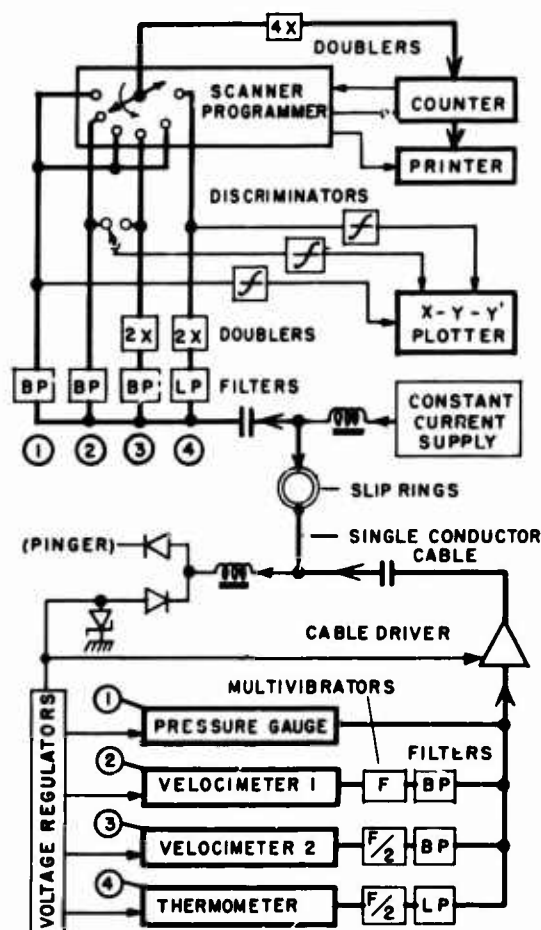 4X
DOUBLERS
SCANNER
PROGRAMMER
COUNTER
PRINTER
DISCRIMINATORS
f
f
f
X-Y-Y'
PLOTTER
2X
2X
DOUBLERS
BP
BP
BP
LP
FILTERS
CONSTANT
CURRENT
SUPPLY
1
2
3
4
SLIP RINGS
SINGLE CONDUCTOR
CABLE
(PINGER)
CABLE DRIVER
MULTIVIBRATORS
VOLTAGE REGULATORS
1
PRESSURE GAUGE
FILTERS
2
VELOCIMETER 1
F
BP
3
VELOCIMETER 2
F/2
BP
4
THERMOMETER
F/2
LP